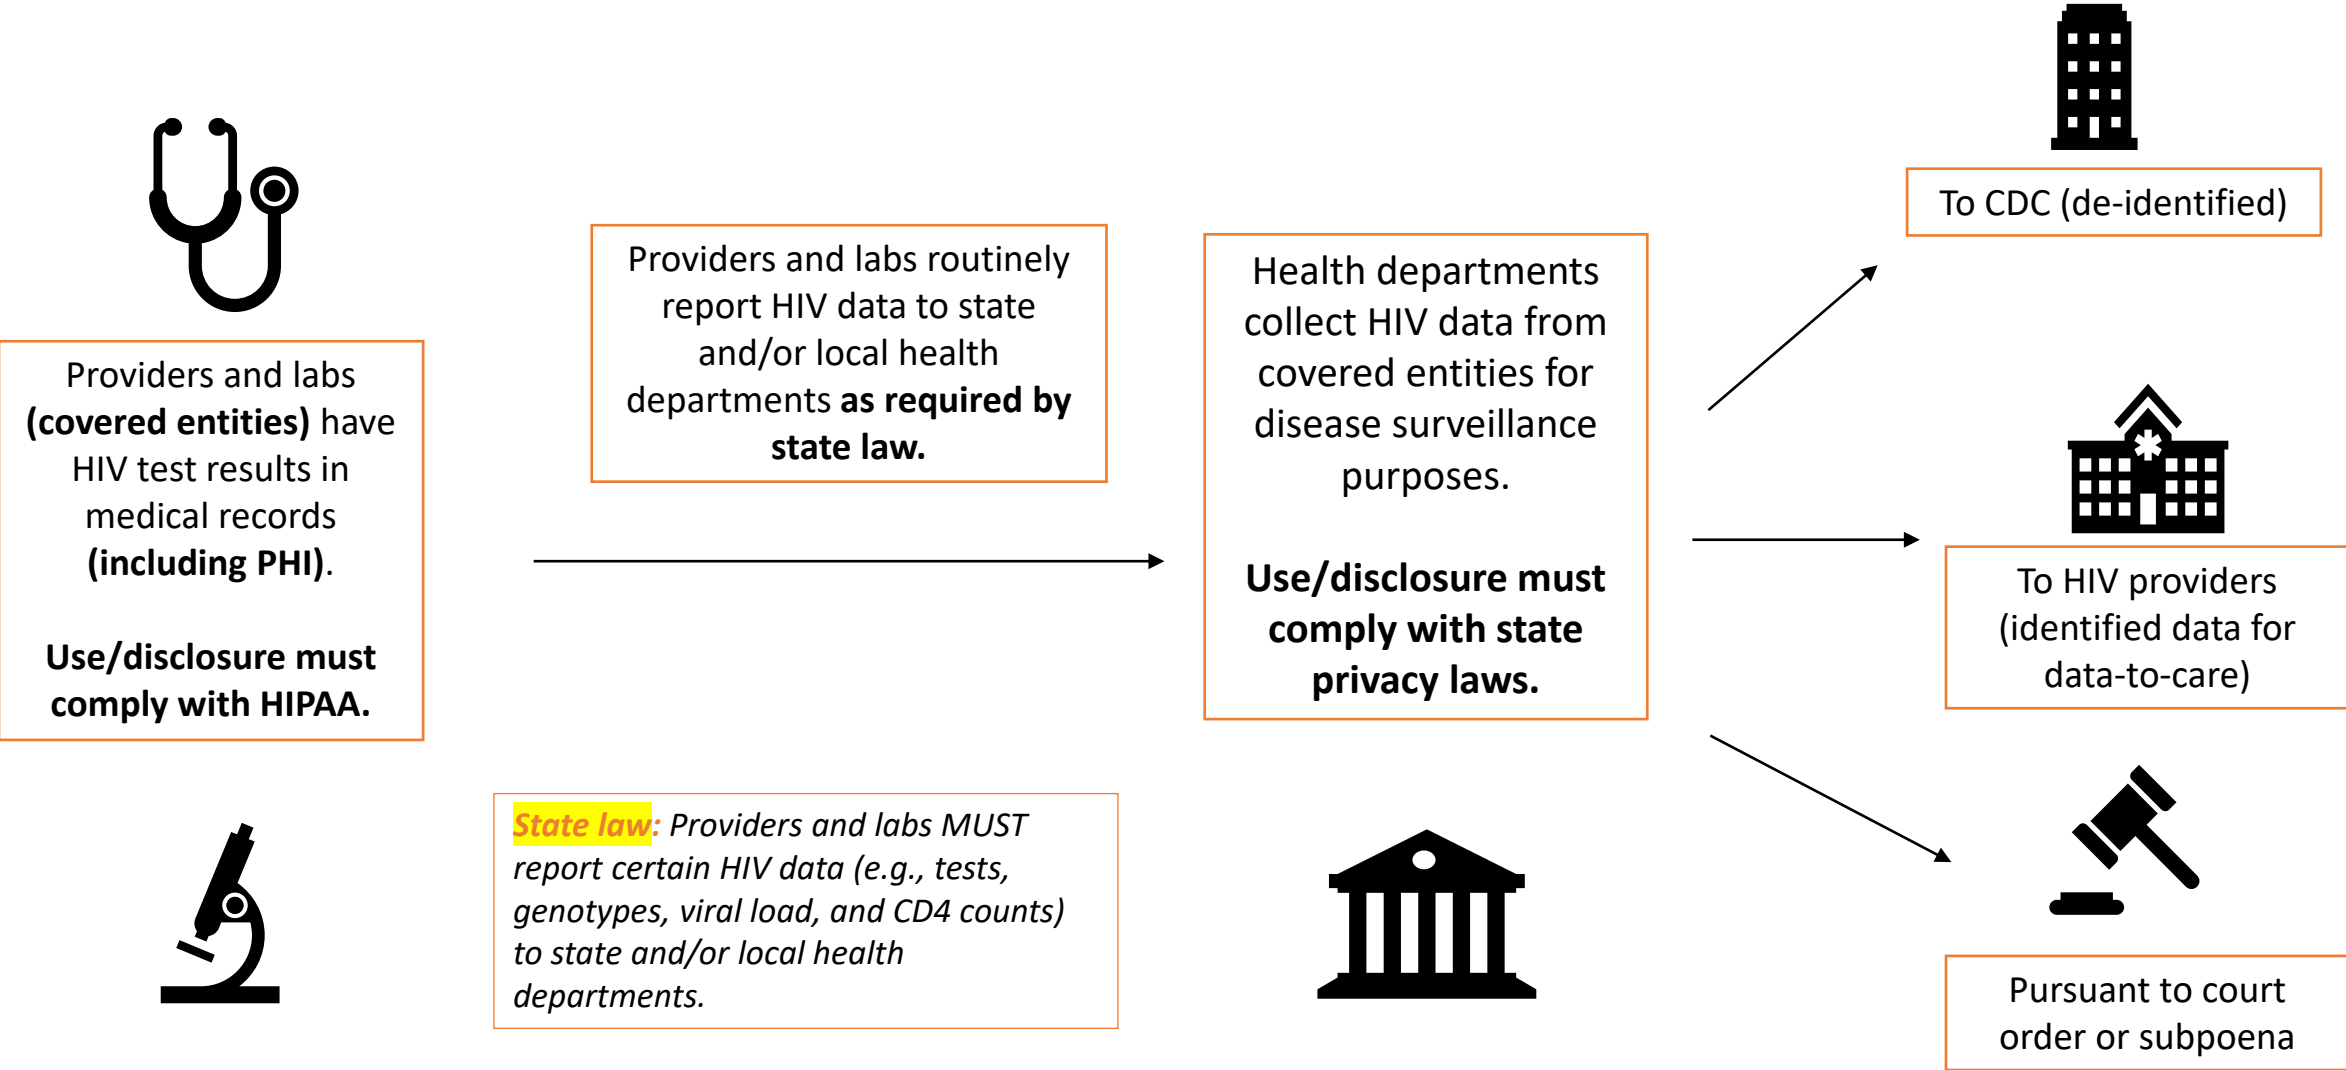 Providers and labs
(covered entities) have
HIV test results in
medical records
(including PHI).
Use/disclosure must
comply with HIPAA.
Providers and labs routinely
report HIV data to state
and/or local health
departments as required by
state law.
State law: Providers and labs MUST
report certain HIV data (e.g., tests,
genotypes, viral load, and CD4 counts)
to state and/or local health
departments.
Health departments
collect HIV data from
covered entities for
disease surveillance
purposes.
Use/disclosure must
comply with state
privacy laws.
To CDC (de-identified)
To HIV providers
(identified data for
data-to-care)
Pursuant to court
order or subpoena